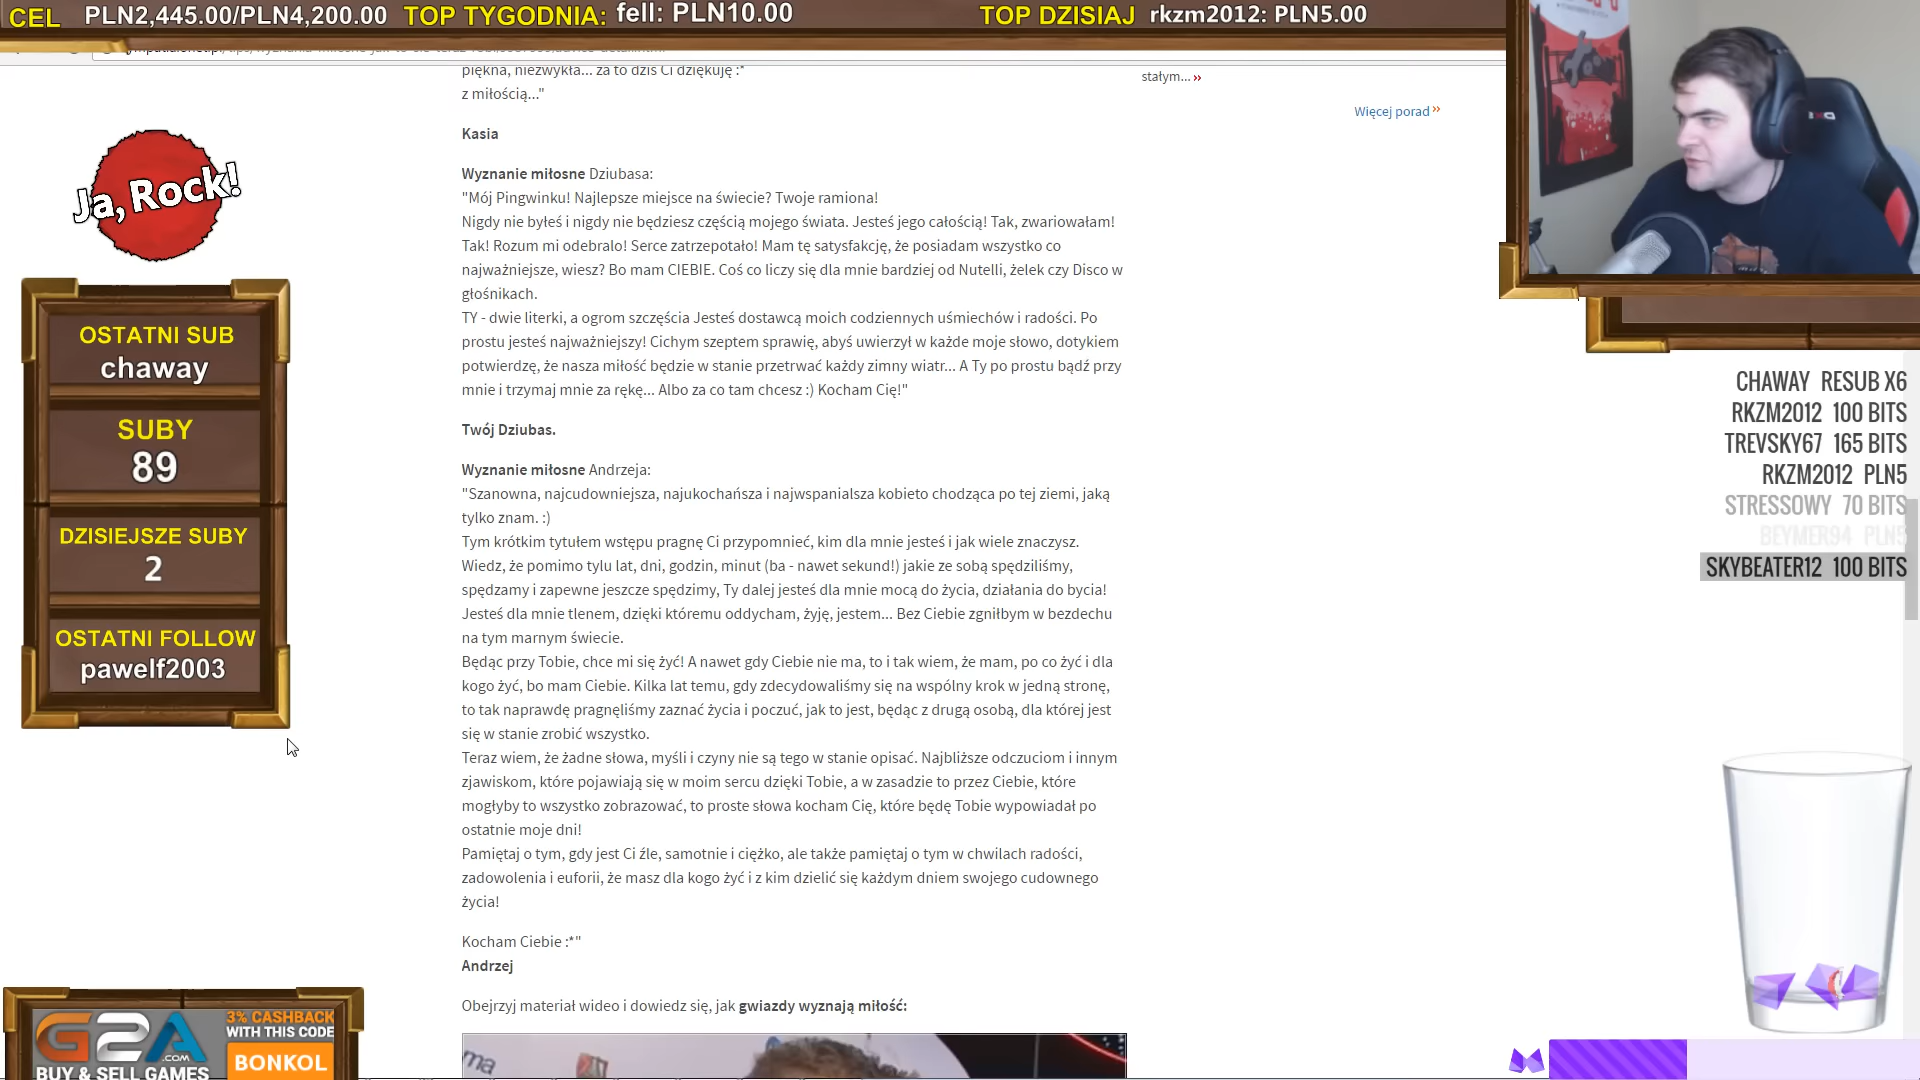 CEL PLN2,445.00/PLN4,200.00 TOP TYGODNIA: fell: PLN10.00 TOP DZISIAJ rkzm2012: PLN5.00
piękna, niezwykła... za to dziś Ci dziękuję :*
z miłością..."
Kasia
Wyznanie miłosne Dziubasa:
"Mój Pingwinku! Najlepsze miejsce na świecie? Twoje ramiona!
Nigdy nie byłeś i nigdy nie będziesz częścią mojego świata. Jesteś jego całością! Tak, zwariowałam!
Tak! Rozum mi odebrało! Serce zatrzepotało! Mam tę satysfakcję, że posiadam wszystko co
najważniejsze, wiesz? Bo mam CIEBIE. Coś co liczy się dla mnie bardziej od Nutelli, żelek czy Disco w
głośnikach.
TY - dwie literki, a ogrom szczęścia Jesteś dostawcą moich codziennych uśmiechów i radości. Po
prostu jesteś najważniejszy! Cichym szeptem sprawię, abyś uwierzył w każde moje słowo, dotykiem
potwierdzę, że nasza miłość będzie w stanie przetrwać każdy zimny wiatr... A Ty po prostu bądź przy
mnie i trzymaj mnie za rękę... Albo za co tam chcesz :) Kocham Cię!"
Twój Dziubas.
Wyznanie miłosne Andrzeja:
"Szanowna, najcudowniejsza, najukochańsza i najwspanialsza kobieto chodząca po tej ziemi, jaką
tylko znam. :)
Tym krótkim tytułem wstępu pragnę Ci przypomnieć, kim dla mnie jesteś i jak wiele znaczysz.
Wiedz, że pomimo tylu lat, dni, godzin, minut (ba - nawet sekund!) jakie ze sobą spędziliśmy,
spędzamy i zapewne jeszcze spędzimy, Ty dalej jesteś dla mnie mocą do życia, działania do bycia!
Jesteś dla mnie tlenem, dzięki któremu oddycham, żyję, jestem... Bez Ciebie zgniłbym w bezdechu
na tym marnym świecie.
Będąc przy Tobie, chce mi się żyć! A nawet gdy Ciebie nie ma, to i tak wiem, że mam, po co żyć i dla
kogo żyć, bo mam Ciebie. Kilka lat temu, gdy zdecydowaliśmy się na wspólny krok w jedną stronę,
to tak naprawdę pragnęliśmy zaznać życia i poczuć, jak to jest, będąc z drugą osobą, dla której jest
się w stanie zrobić wszystko.
Teraz wiem, że żadne słowa, myśli i czyny nie są tego w stanie opisać. Najbliższe odczuciom i innym
zjawiskom, które pojawiają się w moim sercu dzięki Tobie, a w zasadzie to przez Ciebie, które
mogłyby to wszystko zobrazować, to proste słowa kocham Cię, które będę Tobie wypowiadał po
ostatnie moje dni!
Pamiętaj o tym, gdy jest Ci źle, samotnie i ciężko, ale także pamiętaj o tym w chwilach radości,
zadowolenia i euforii, że masz dla kogo żyć i z kim dzielić się każdym dniem swojego cudownego
życia!
Kocham Ciebie :*"
Andrzej
Obejrzyj materiał wideo i dowiedz się, jak gwiazdy wyznają miłość:
stałym... »
Więcej porad »
Ja, Rock!
OSTATNI SUB
chaway
SUBY
89
DZISIEJSZE SUBY
2
OSTATNI FOLLOW
pawelf2003
G2A
.COM
BUY & SELL GAMES
3% CASHBACK
WITH THIS CODE
BONKOL
CHAWAY RESUB X6
RKZM2012 100 BITS
TREVSKY67 165 BITS
RKZM2012 PLN5
STRESSOWY 70 BITS
BEYMER94 PLN5
SKYBEATER12 100 BITS